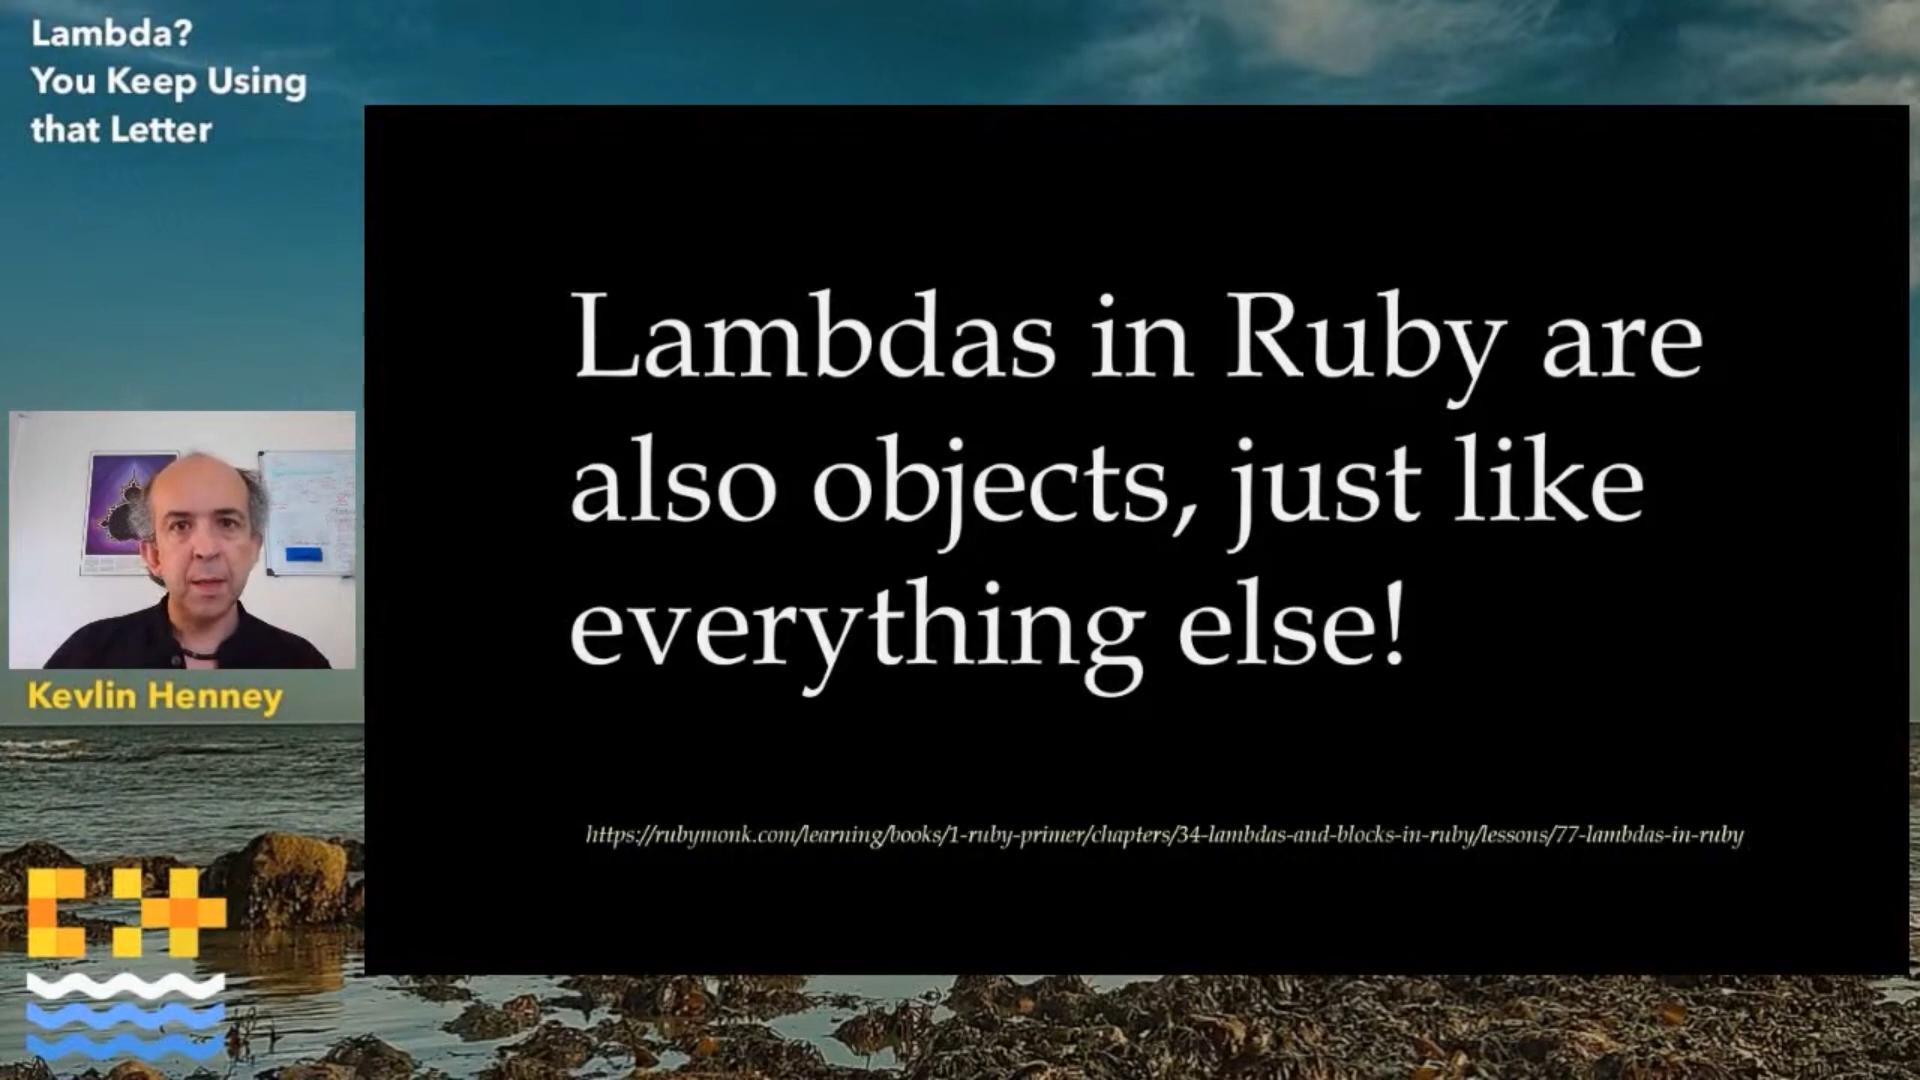 Lambda?
You Keep Using
that Letter
Lambdas in Ruby are
also objects, just like
everything else!
https://rubymonk.com/learning/books/1-ruby-primer/chapters/34-lambdas-and-blocks-in-ruby/lessons/77-lambdas-in-ruby
Kevlin Henney